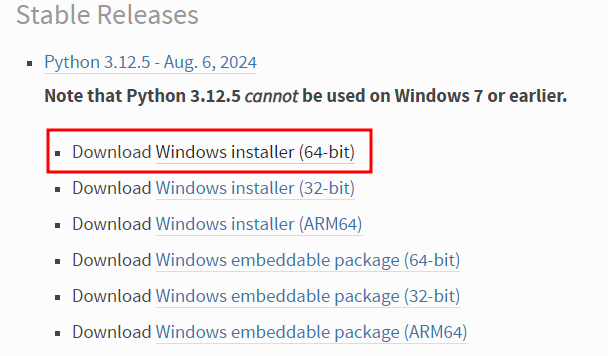 Stable Releases
Python 3.12.5 - Aug. 6, 2024
Note that Python 3.12.5 cannot be used on Windows 7 or earlier.
Download Windows installer (64-bit)
Download Windows installer (32-bit)
Download Windows installer (ARM64)
Download Windows embeddable package (64-bit)
Download Windows embeddable package (32-bit)
Download Windows embeddable package (ARM64)